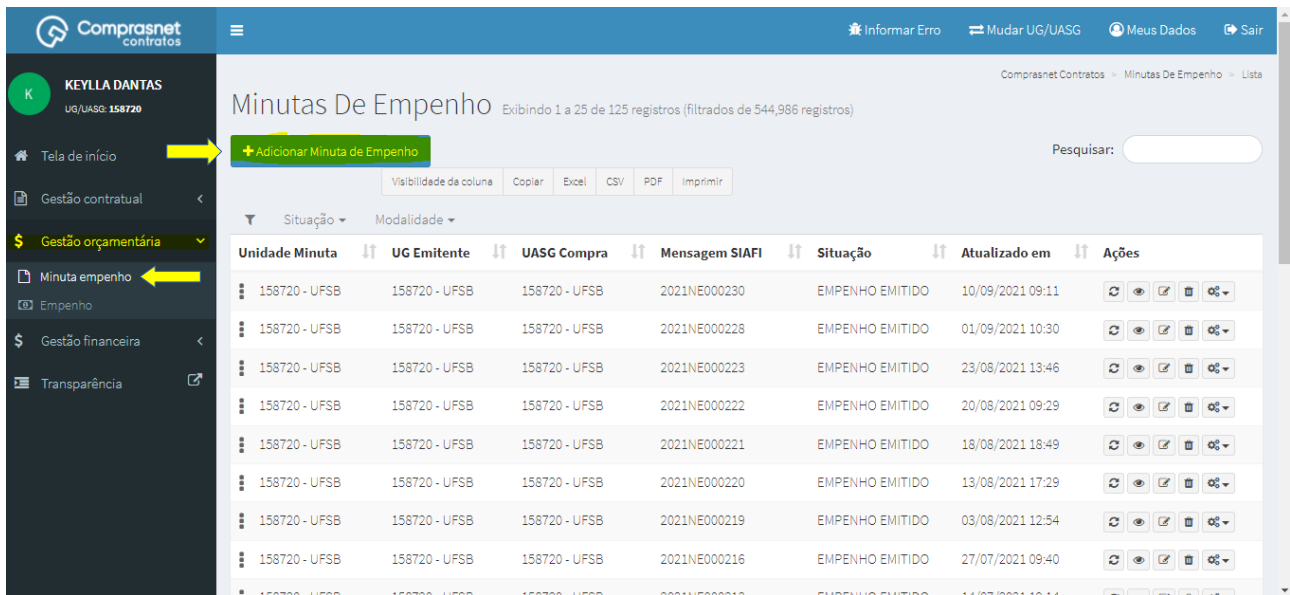 Comprasnet
contratos
Informar Erro Mudar UG/UASG Meus Dados Sair
K
KEYLLA DANTAS
UG/UASG: 158720
Comprasnet Contratos > Minutas De Empenho > Lista
Minutas De Empenho Exibindo 1 a 25 de 125 registros (filtrados de 544,986 registros)
Tela de início
Gestão contratual
Gestão orçamentária
Minuta empenho
Empenho
Gestão financeira
Transparência
+Adicionar Minuta de Empenho
Pesquisar:
Visibilidade da coluna Copiar Excel CSV PDF Imprimir
Situação Modalidade
Unidade Minuta UG Emitente UASG Compra Mensagem SIAFI Situação Atualizado em Ações
158720 - UFSB 158720 - UFSB 158720 - UFSB 2021NE000230 EMPENHO EMITIDO 10/09/2021 09:11
158720 - UFSB 158720 - UFSB 158720 - UFSB 2021NE000228 EMPENHO EMITIDO 01/09/2021 10:30
158720 - UFSB 158720 - UFSB 158720 - UFSB 2021NE000223 EMPENHO EMITIDO 23/08/2021 13:46
158720 - UFSB 158720 - UFSB 158720 - UFSB 2021NE000222 EMPENHO EMITIDO 20/08/2021 09:29
158720 - UFSB 158720 - UFSB 158720 - UFSB 2021NE000221 EMPENHO EMITIDO 18/08/2021 18:49
158720 - UFSB 158720 - UFSB 158720 - UFSB 2021NE000220 EMPENHO EMITIDO 13/08/2021 17:29
158720 - UFSB 158720 - UFSB 158720 - UFSB 2021NE000219 EMPENHO EMITIDO 03/08/2021 12:54
158720 - UFSB 158720 - UFSB 158720 - UFSB 2021NE000216 EMPENHO EMITIDO 27/07/2021 09:40